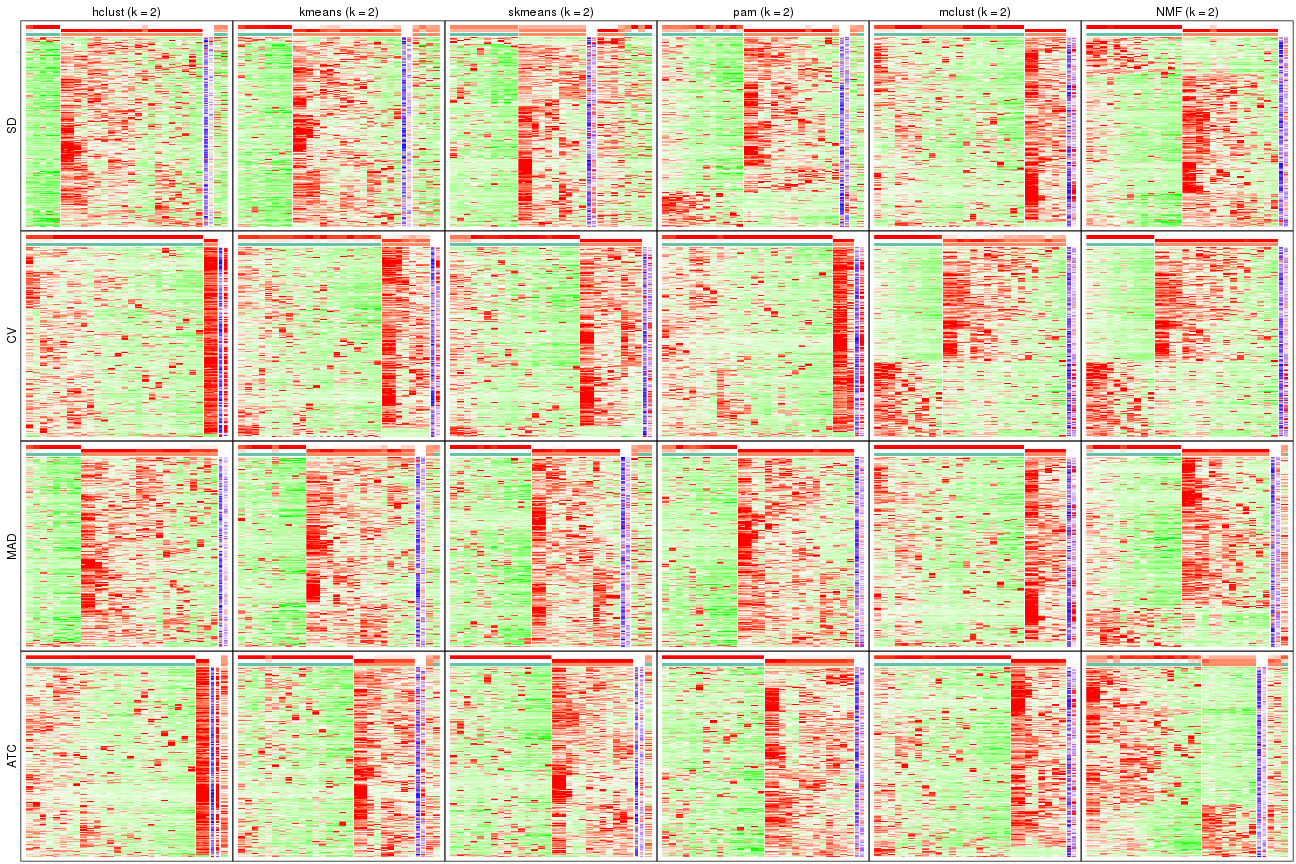 hclust (k = 2) kmeans (k = 2) skmeans (k = 2) pam (k = 2) mclust (k = 2) NMF (k = 2)
SD
CV
MAD
ATC